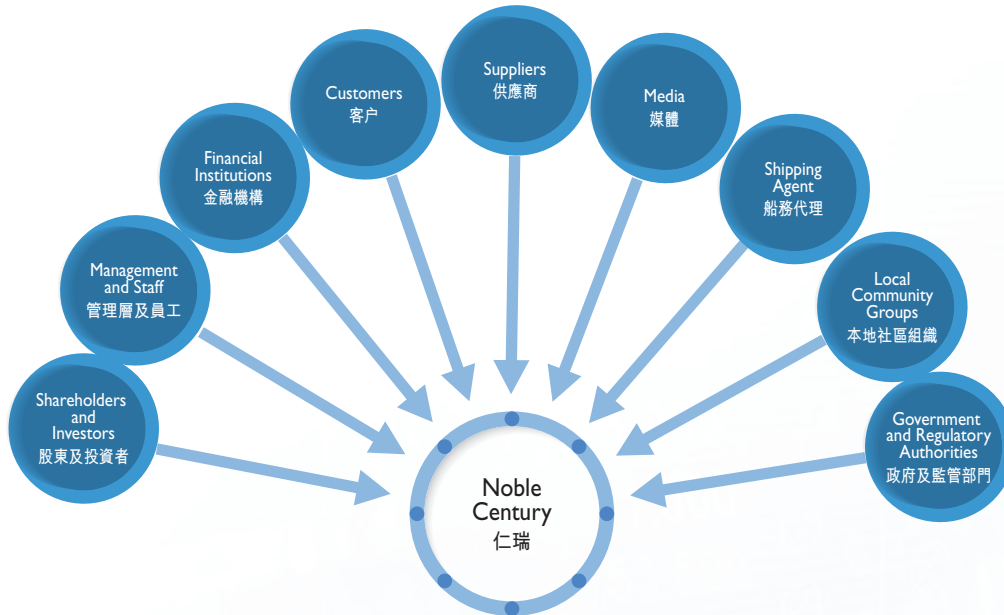 Shareholders
and
Investors
股東及投資者
Management
and Staff
管理層及員工
Financial
Institutions
金融機構
Customers
客户
Suppliers
供應商
Media
媒體
Shipping
Agent
船務代理
Local
Community
Groups
本地社區組織
Government
and Regulatory
Authorities
政府及監管部門
Noble
Century
仁瑞